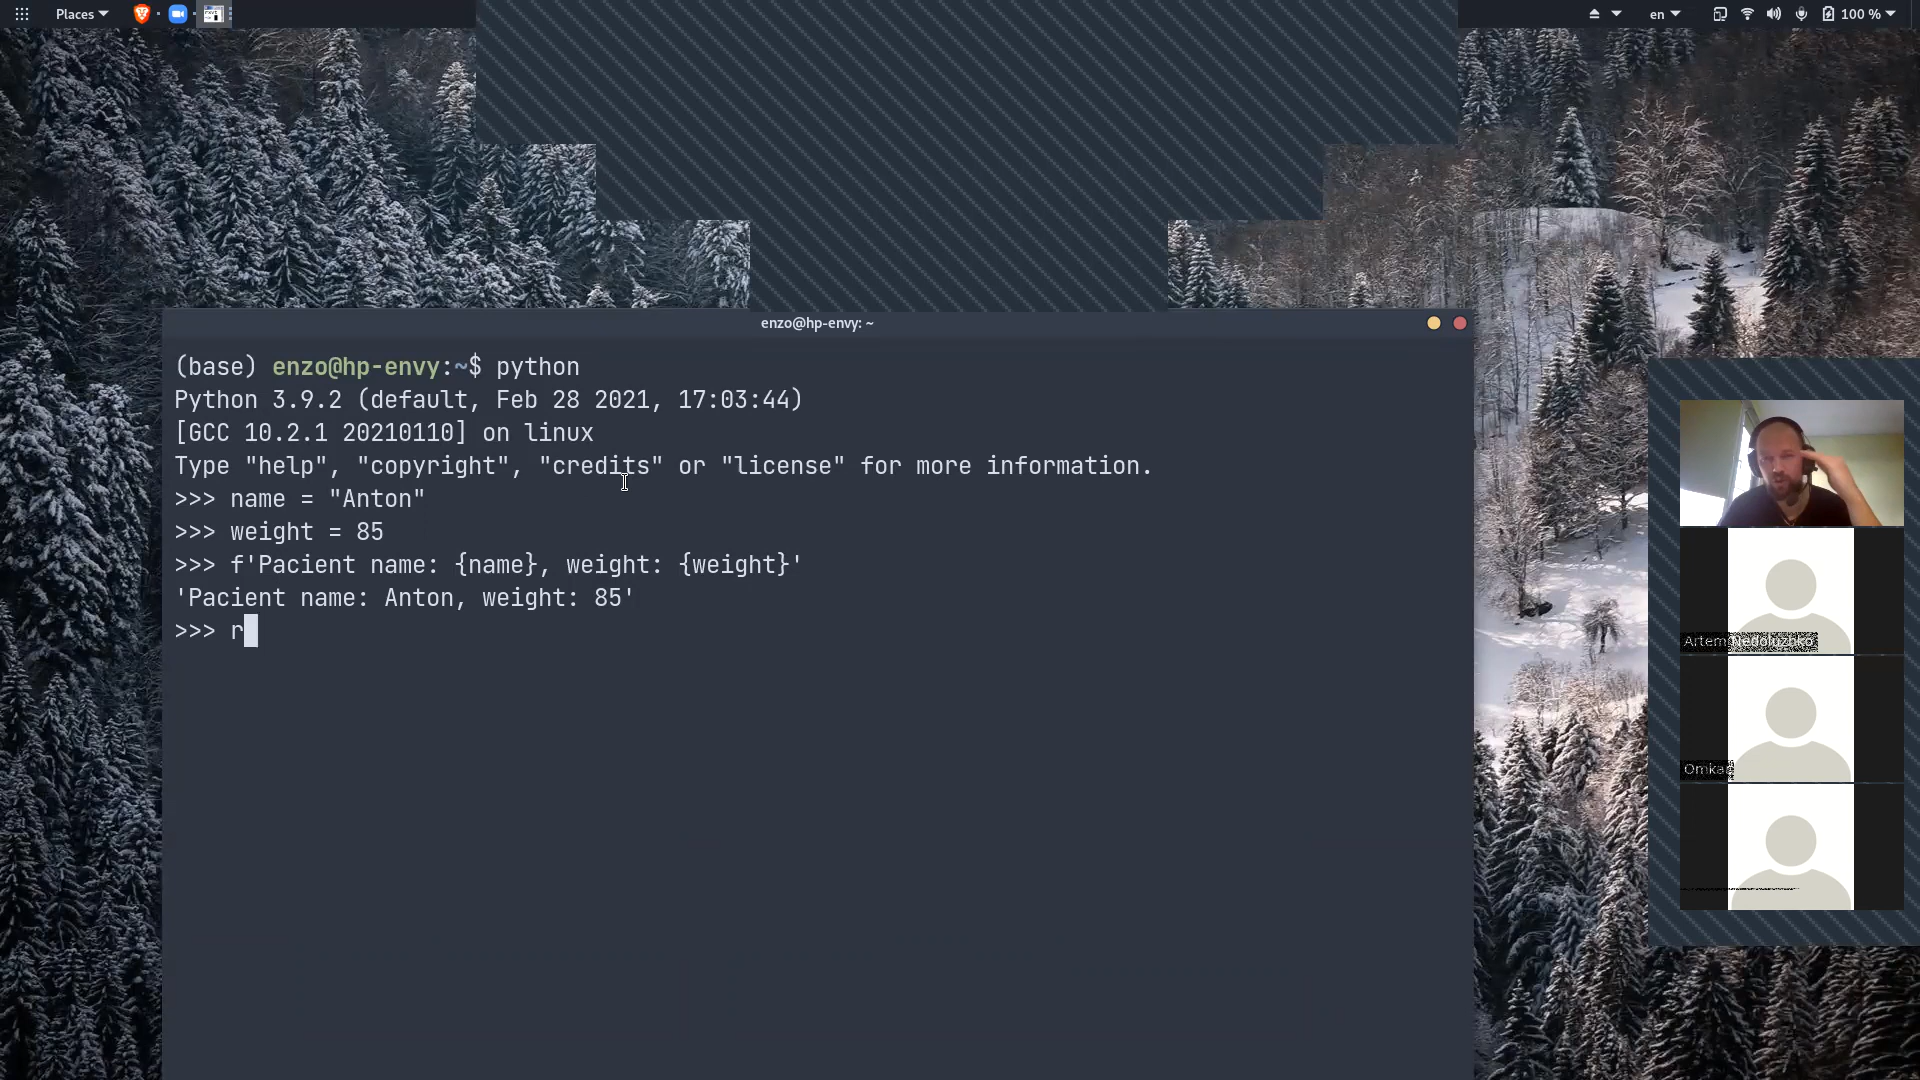 Places
en
100 %
enzo@hp-envy: ~
(base) enzo@hp-envy:~$ python
Python 3.9.2 (default, Feb 28 2021, 17:03:44)
[GCC 10.2.1 20210110] on linux
Type "help", "copyright", "credits" or "license" for more information.
>>> name = "Anton"
>>> weight = 85
>>> f'Pacient name: {name}, weight: {weight}'
'Pacient name: Anton, weight: 85'
>>> r
Artem Nedoluzhko
Omkar